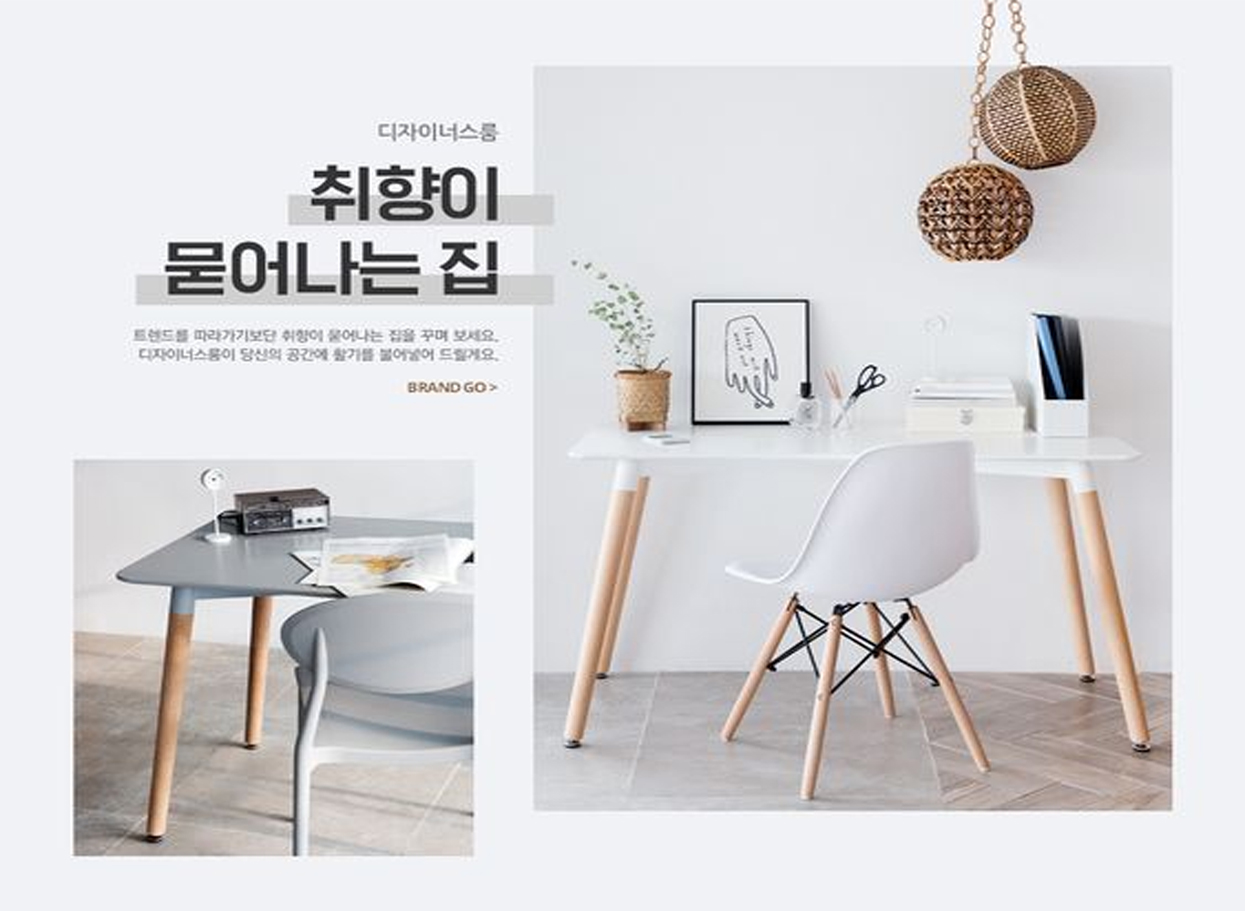 디자이너스룸
취향이
묻어나는 집
트렌드를 따라가기보단 취향이 묻어나는 집을 꾸며 보세요.
디자이너스룸이 당신의 공간에 활기를 불어넣어 드릴게요.
BRAND GO >